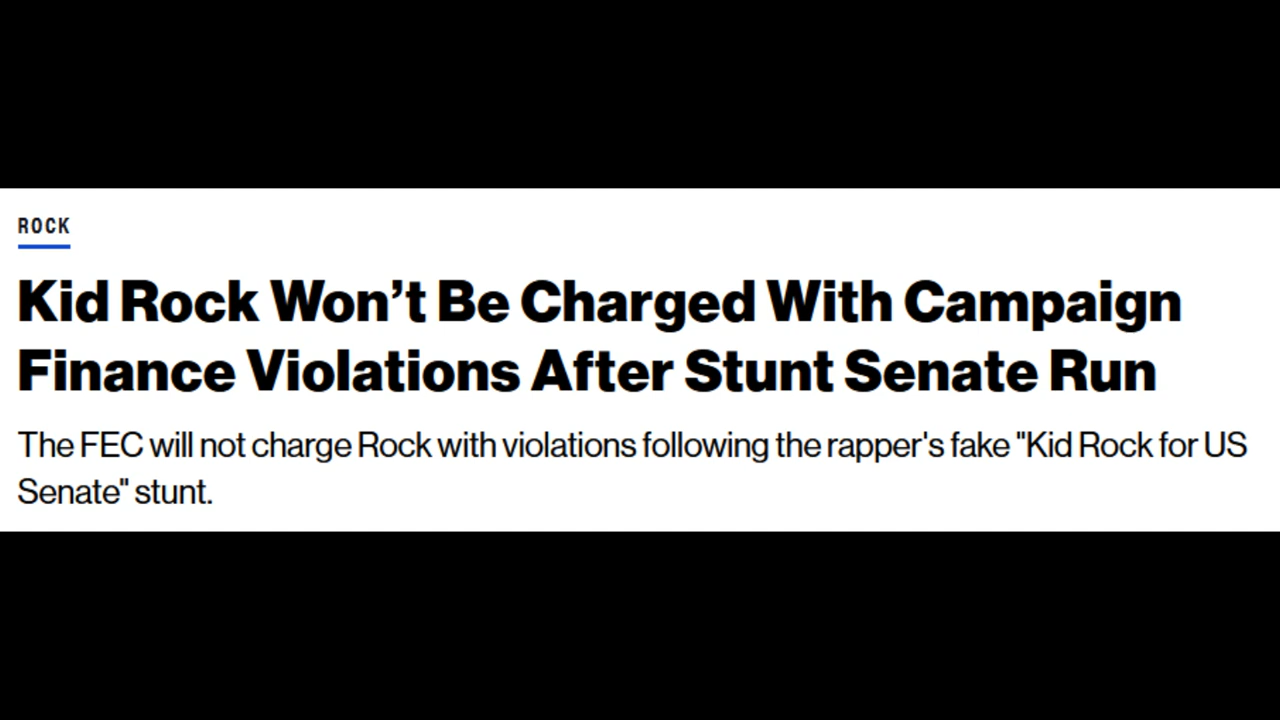 ROCK
Kid Rock Won’t Be Charged With Campaign
Finance Violations After Stunt Senate Run
The FEC will not charge Rock with violations following the rapper's fake "Kid Rock for US
Senate" stunt.